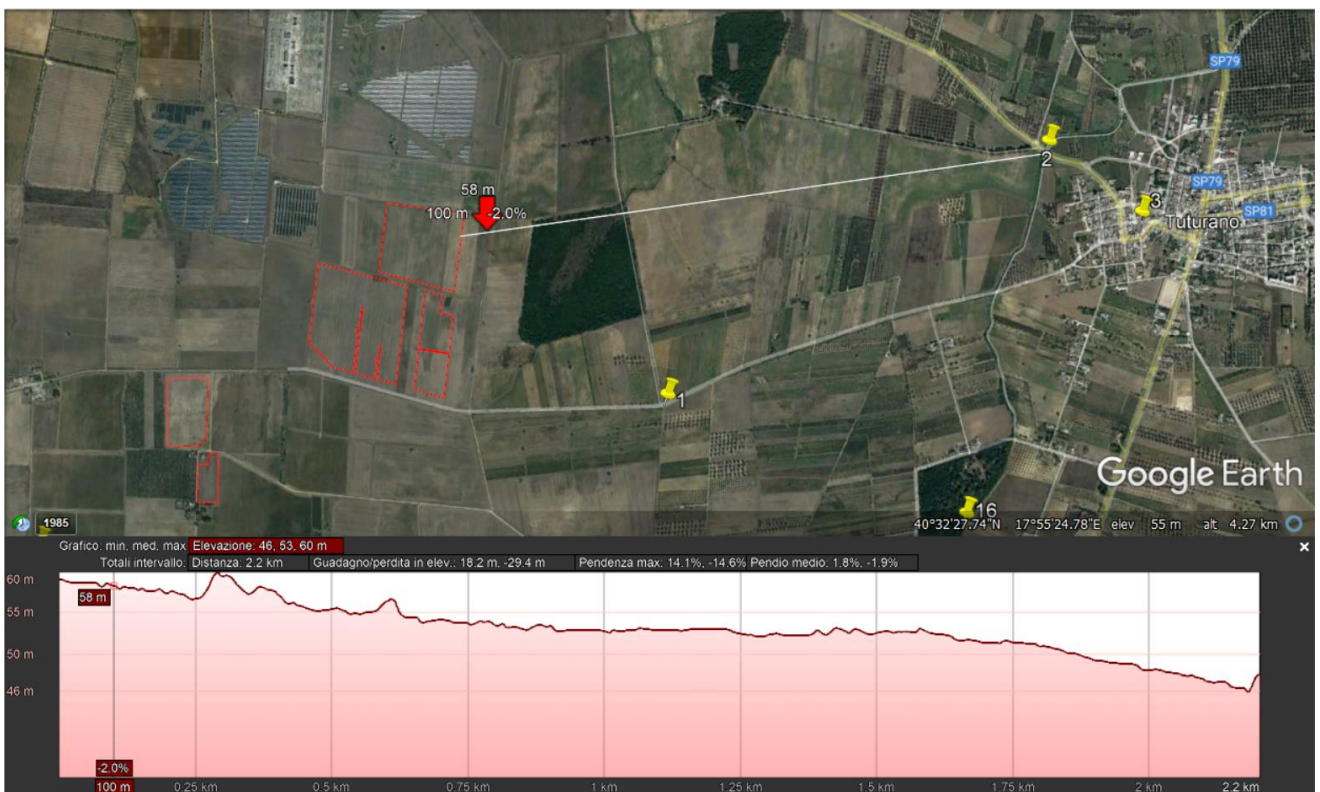 SP79
2
58 m
100 m -2.0%
SP79
3
SP81
Tuturano
1
Google Earth
16
1985
40°32'27.74"N 17°55'24.78"E elev 55 m alt 4.27 km
Grafico: min. med. max. Elevazione: 46, 53, 60 m
Totali intervallo: Distanza: 2.2 km Guadagno/perdita in elev.: 18.2 m, -29.4 m Pendenza max: 14.1%, -14.6% Pendio medio: 1.8%, -1.9%
60 m
58 m
55 m
50 m
46 m
-2.0%
100 m 0.25 km 0.5 km 0.75 km 1 km 1.25 km 1.5 km 1.75 km 2 km 2.2 km